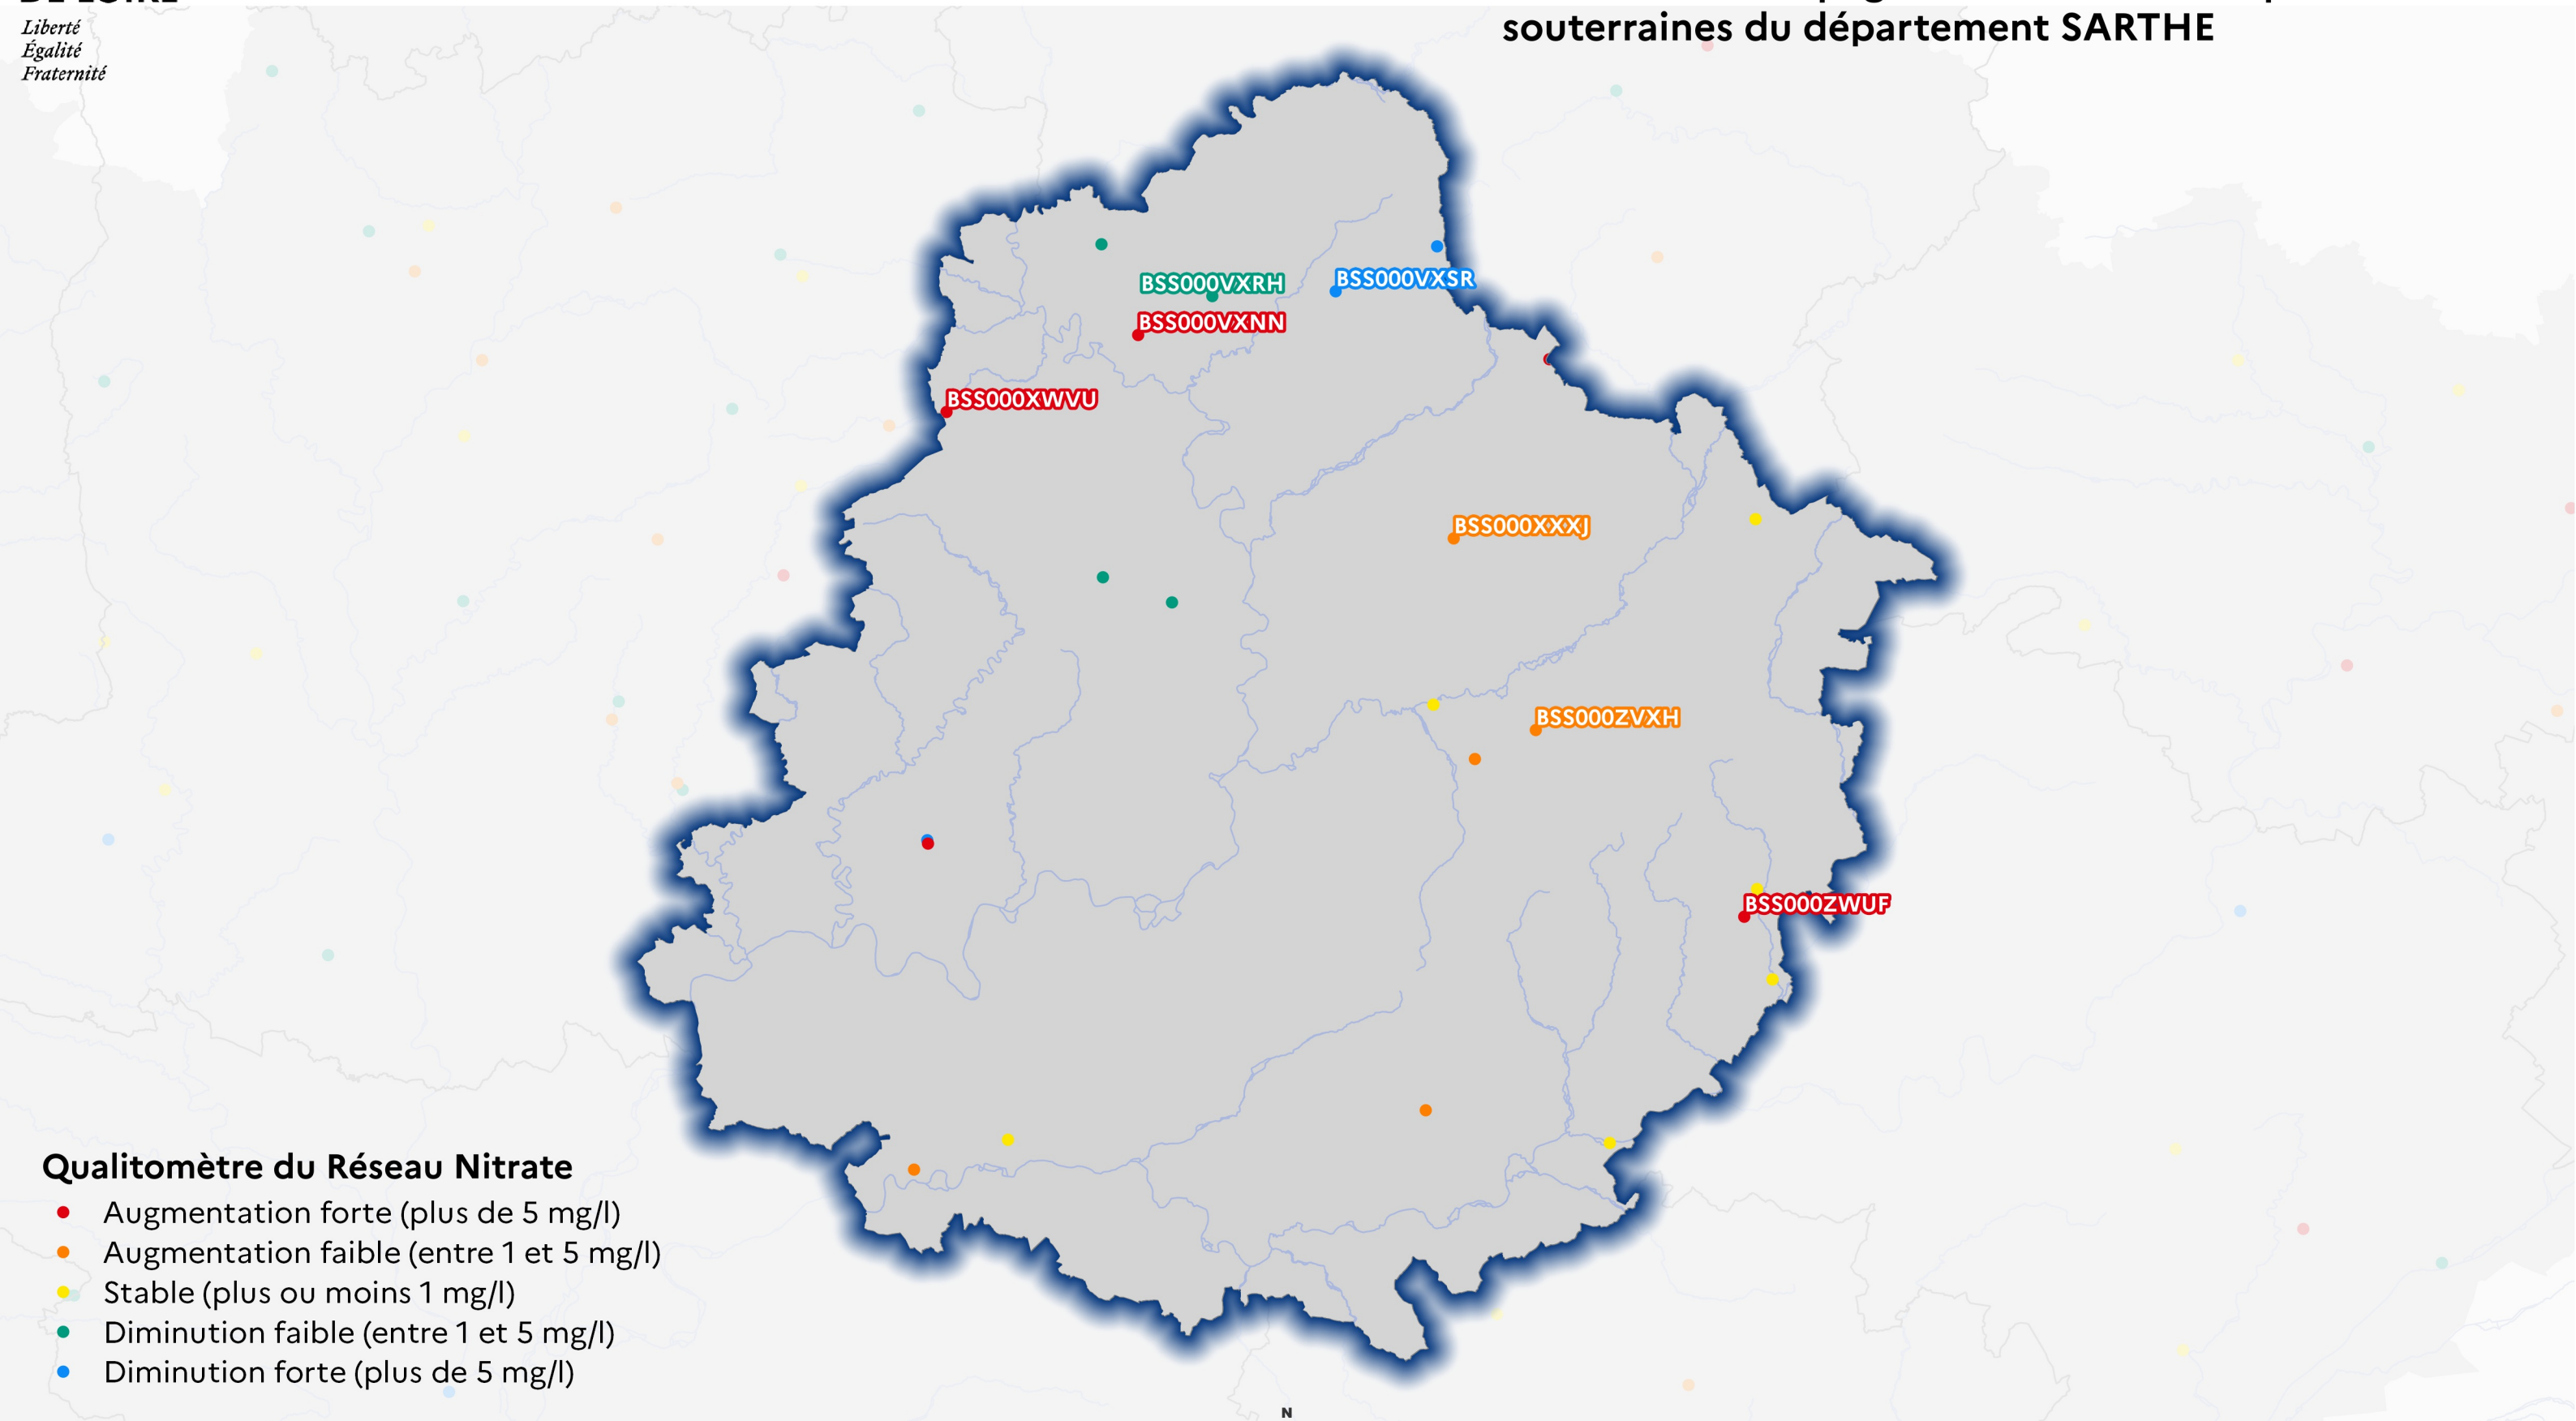 DE LOIRE
Liberté
Égalité
Fraternité
souterraines du département SARTHE
BSS000VXRH
BSS000VXSR
BSS000VXNN
BSS000XWVU
BSS000XXXJ
BSS000ZVXH
BSS000ZWUF
Qualitomètre du Réseau Nitrate
Augmentation forte (plus de 5 mg/l)
Augmentation faible (entre 1 et 5 mg/l)
Stable (plus ou moins 1 mg/l)
Diminution faible (entre 1 et 5 mg/l)
Diminution forte (plus de 5 mg/l)
N